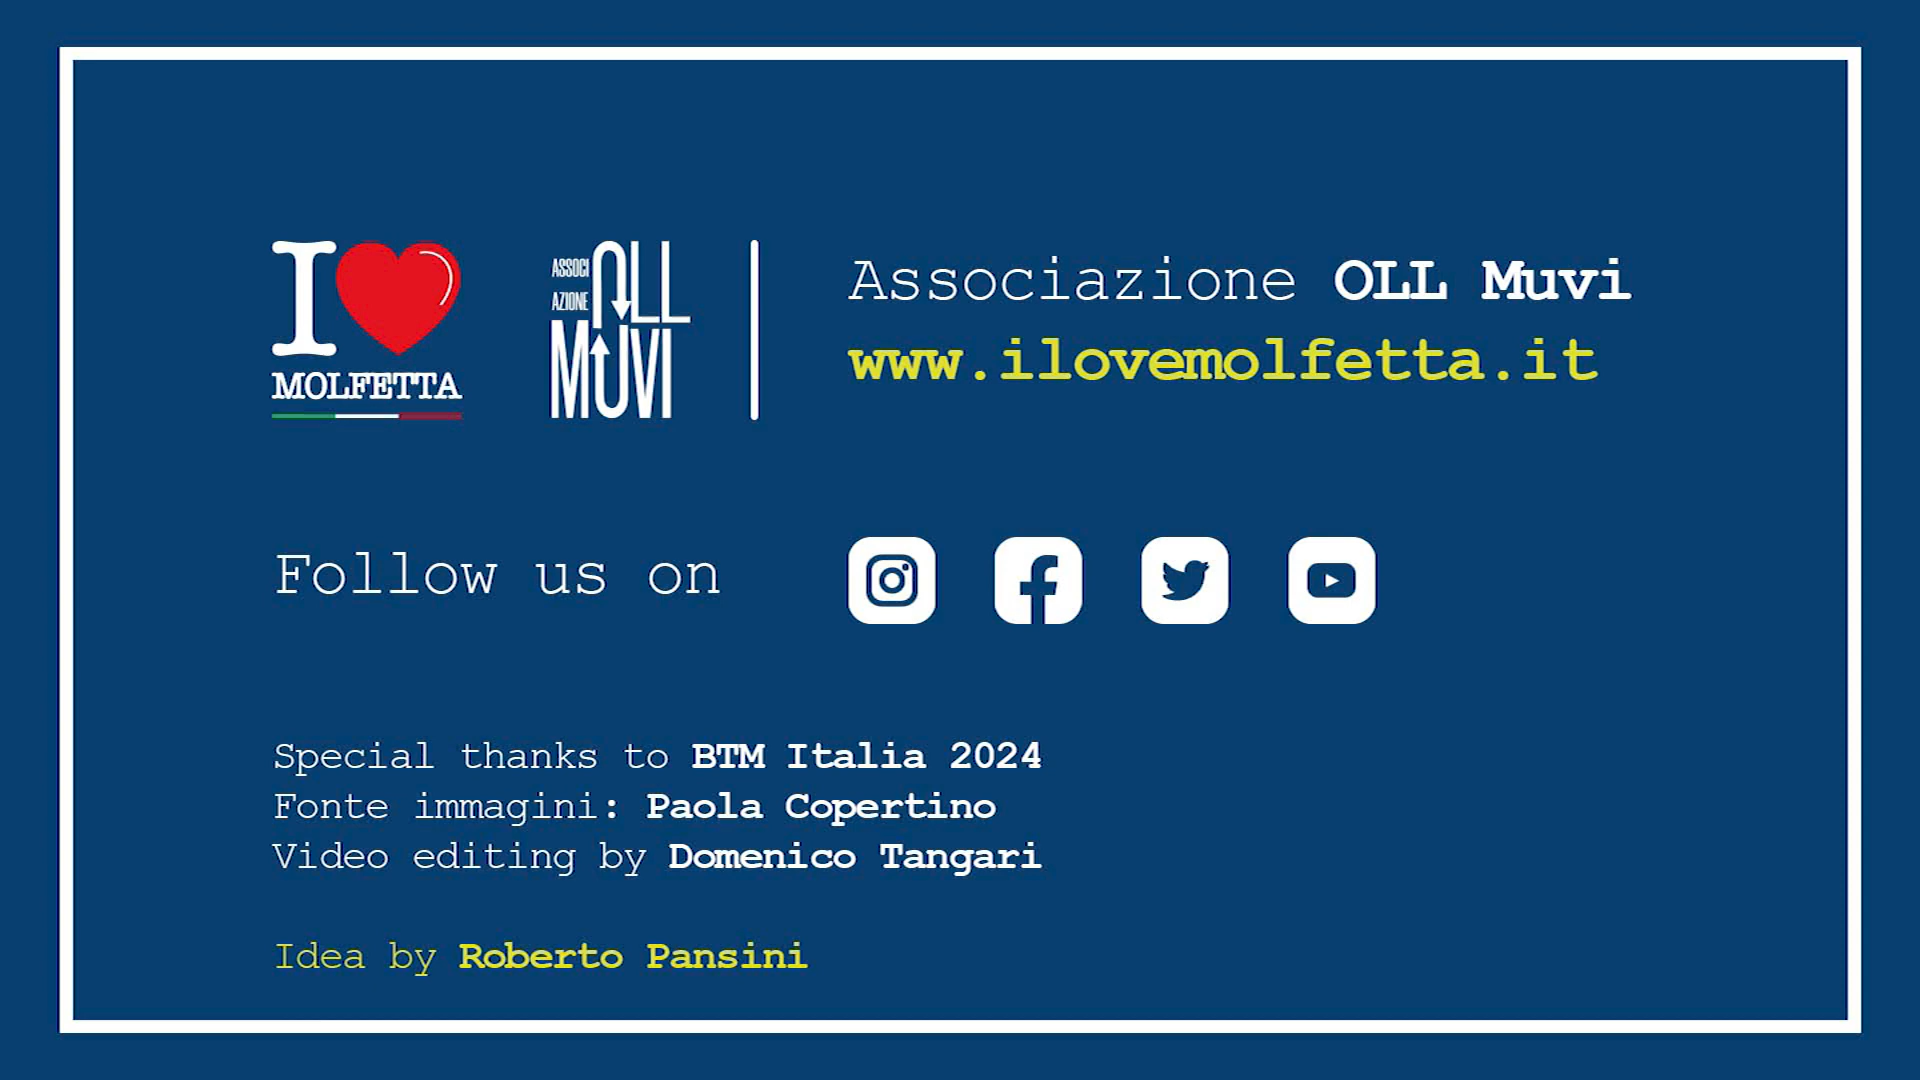 I
MOLFETTA
ASSOCI
AZIONE
OLL
MUVI
Associazione OLL Muvi
www.ilovemolfetta.it
Follow us on
Special thanks to BTM Italia 2024
Fonte immagini: Paola Copertino
Video editing by Domenico Tangari
Idea by Roberto Pansini